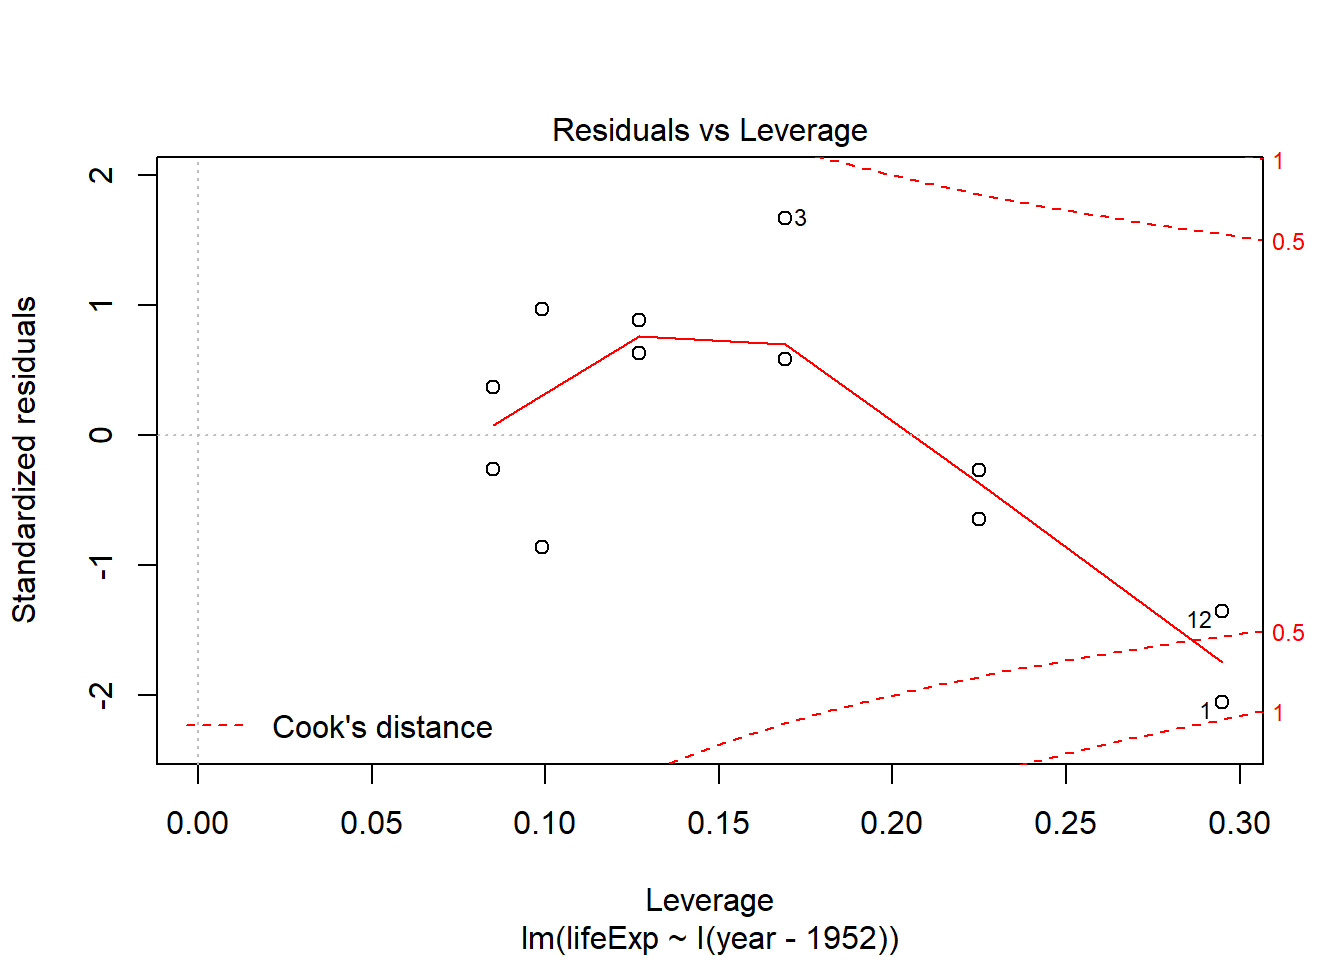 Residuals vs Leverage
Standardized residuals
2
1
0
-1
-2
3
12
1
1
0.5
0.5
1
Cook's distance
0.00 0.05 0.10 0.15 0.20 0.25 0.30
Leverage
lm(lifeExp ~ I(year - 1952))